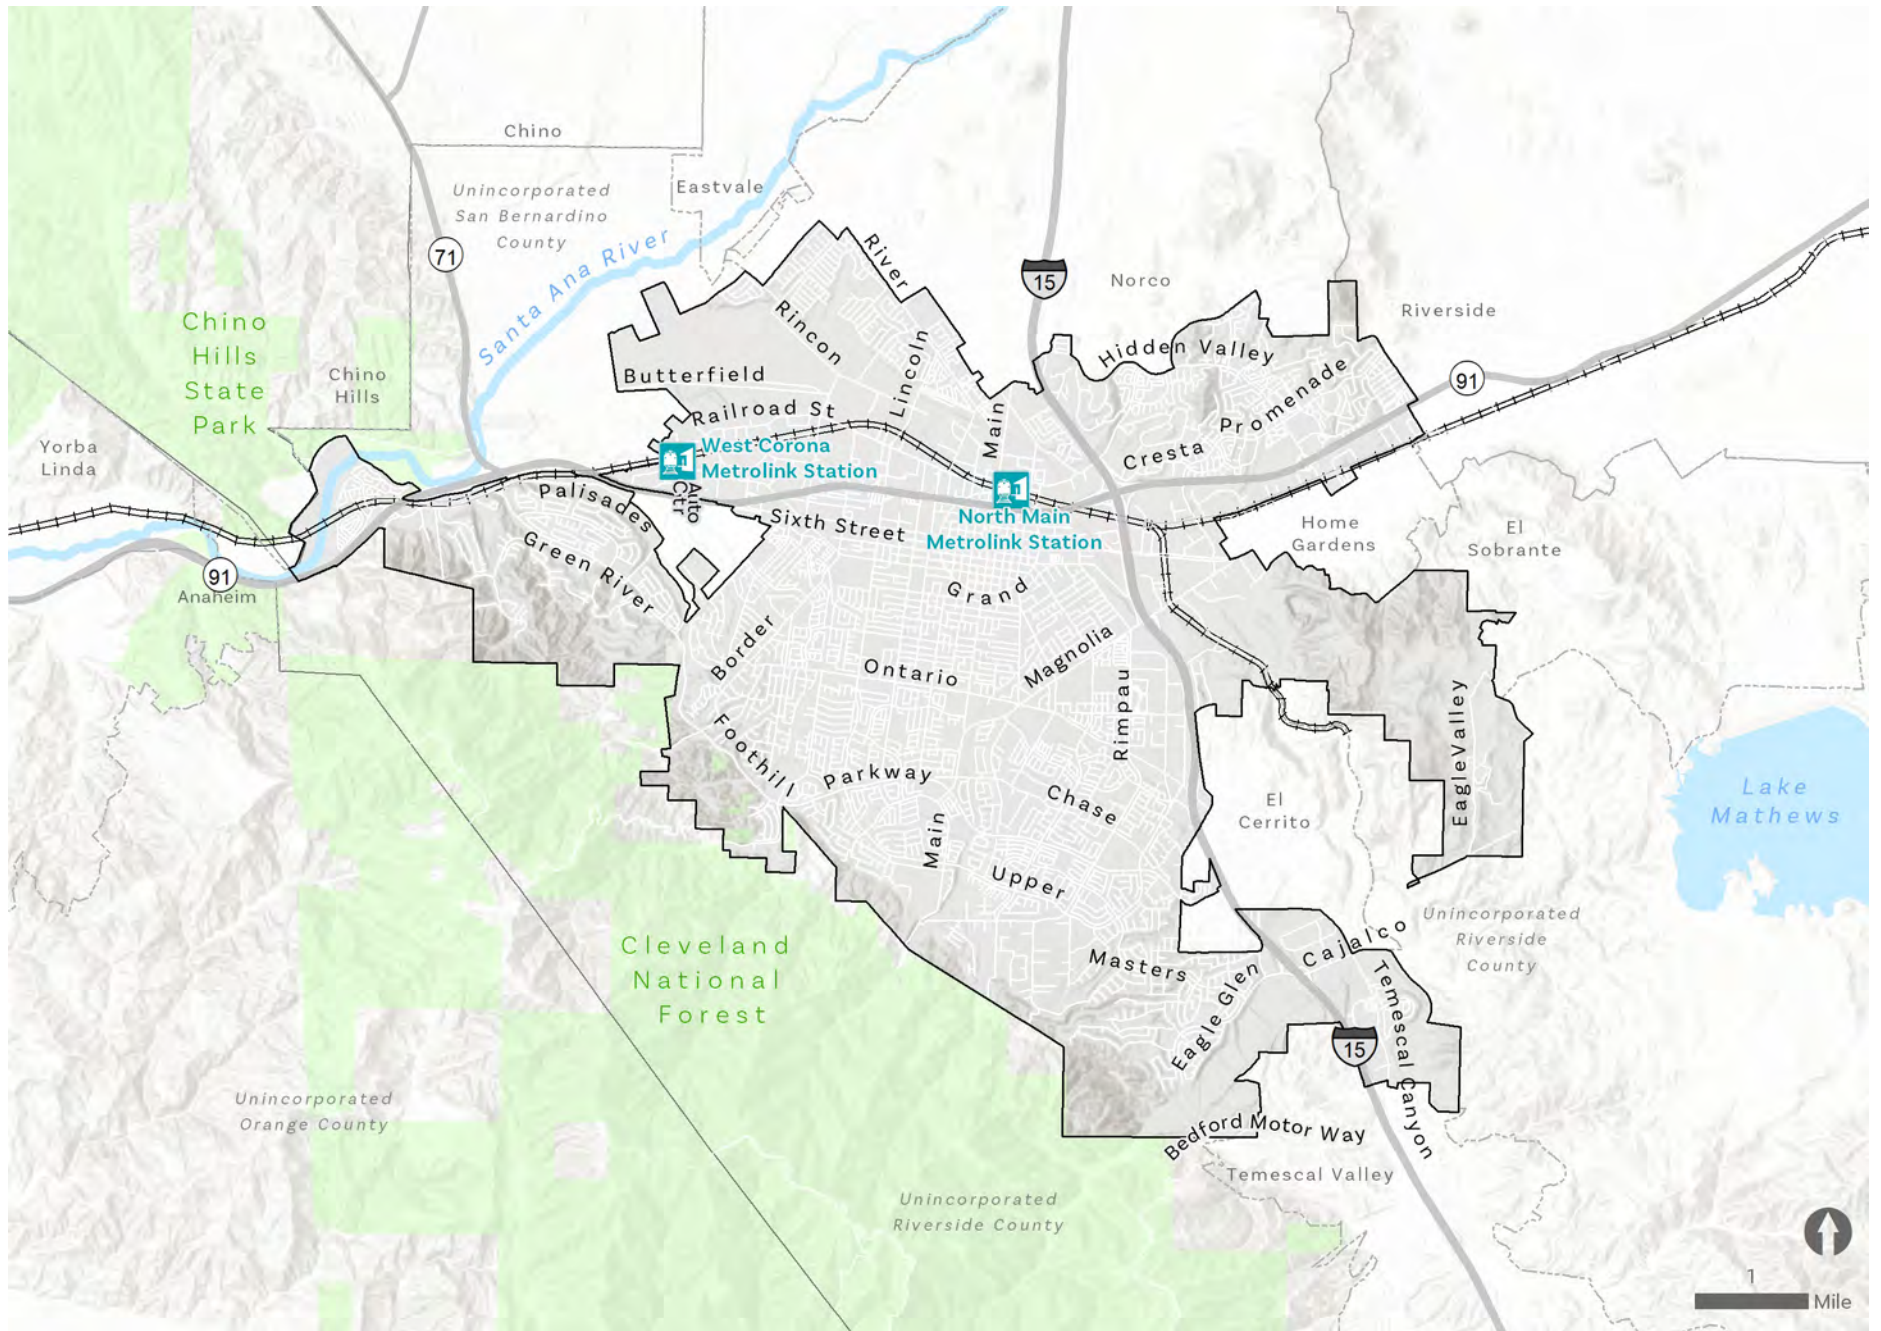 Chino
Unincorporated
San Bernardino
County
Eastvale
71
Santa Ana River
River
15
Norco
Riverside
Chino
Hills
State
Park
Chino
Hills
Rincon
Lincoln
Hidden Valley
Butterfield
Promenade
91
Railroad St
Main
Cresta
Yorba
Linda
West Corona
Metrolink Station
Palisades
Auto
Ctr
Sixth Street
North Main
Metrolink Station
Home
Gardens
El
Sobrante
Green River
91
Anaheim
Grand
Border
Ontario
Magnolia
Rimpau
Eagle Valley
Foothill
Parkway
Chase
El
Cerrito
Lake
Mathews
Main
Upper
Cleveland
National
Forest
Masters
Eagle Glen
Cajalco
Unincorporated
Riverside
County
Temescal Canyon
15
Unincorporated
Orange County
Bedford Motor Way
Temescal Valley
Unincorporated
Riverside County
1
Mile